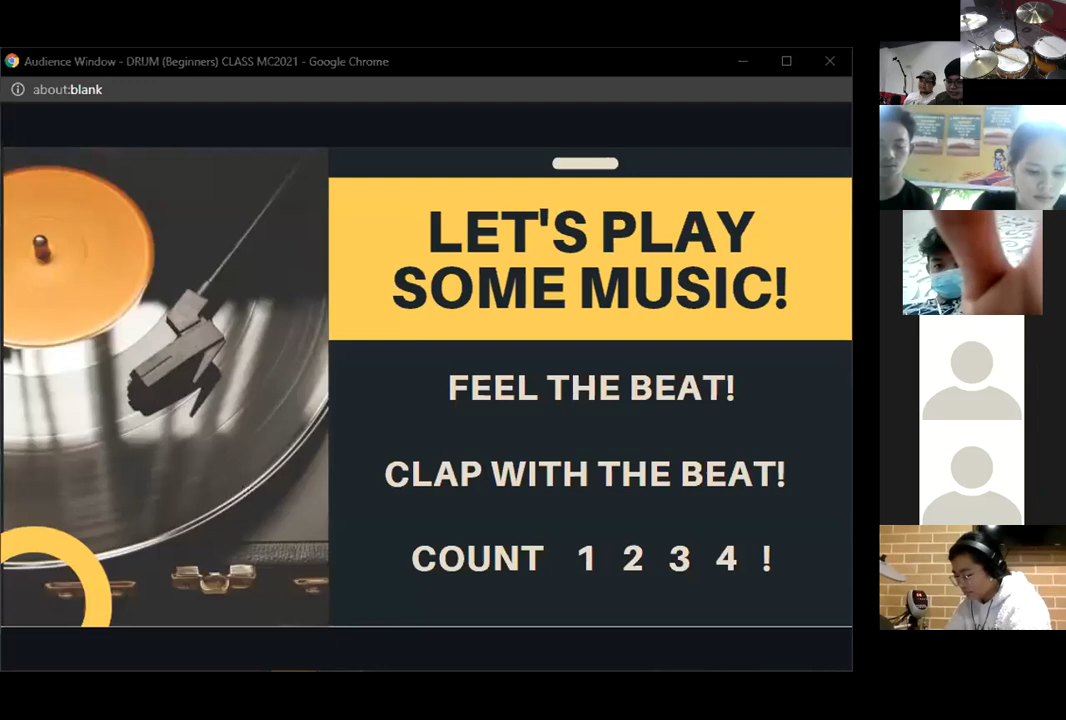 Audience Window - DRUM (Beginners) CLASS MC2021 - Google Chrome
about:blank
LET'S PLAY
SOME MUSIC!
FEEL THE BEAT!
CLAP WITH THE BEAT!
COUNT 1 2 3 4 !